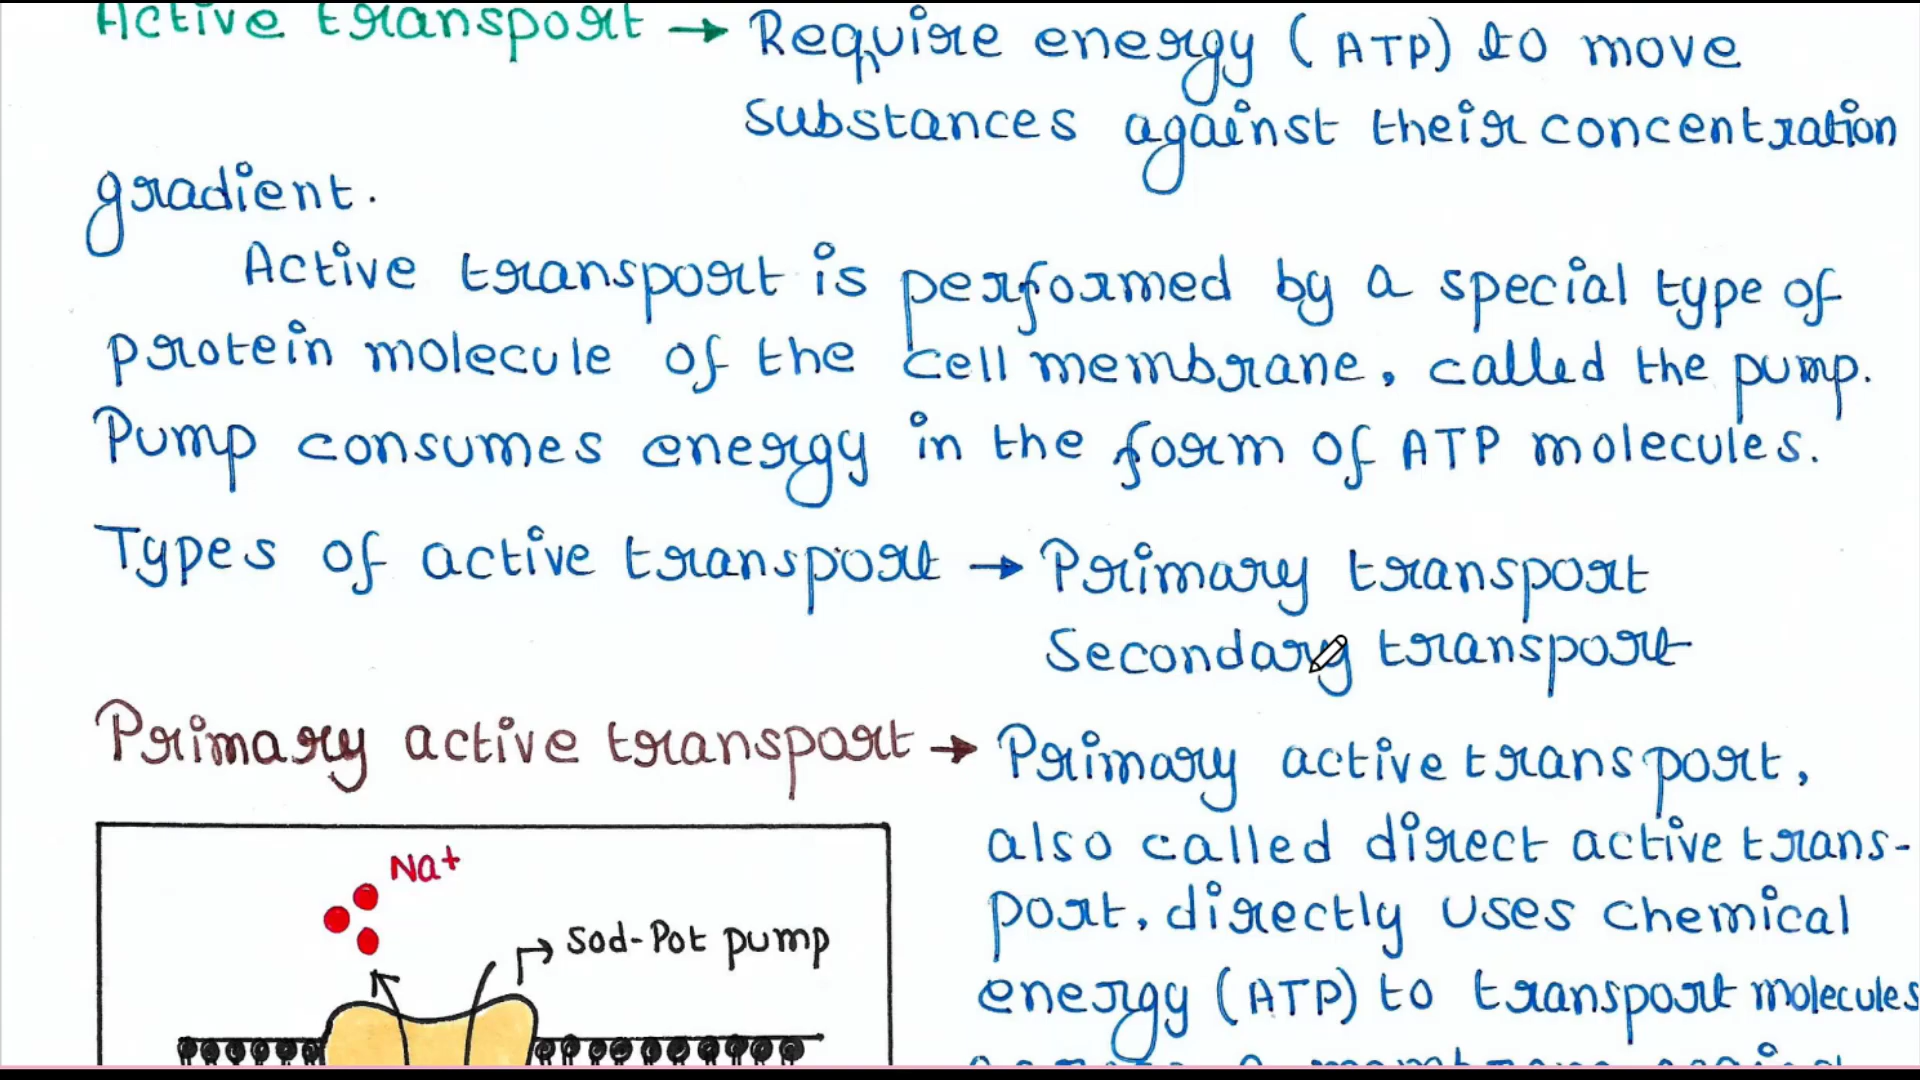 Active transport → Require energy (ATP) to move
substances against their concentration
gradient.
Active transport is performed by a special type of
protein molecule of the cell membrane, called the pump.
Pump consumes energy in the form of ATP molecules.
Types of active transport → Primary transport
Secondary transport
Primary active transport → Primary active transport,
also called direct active trans-
port, directly uses chemical
energy (ATP) to transport molecules
Na+
Sod-Pot pump